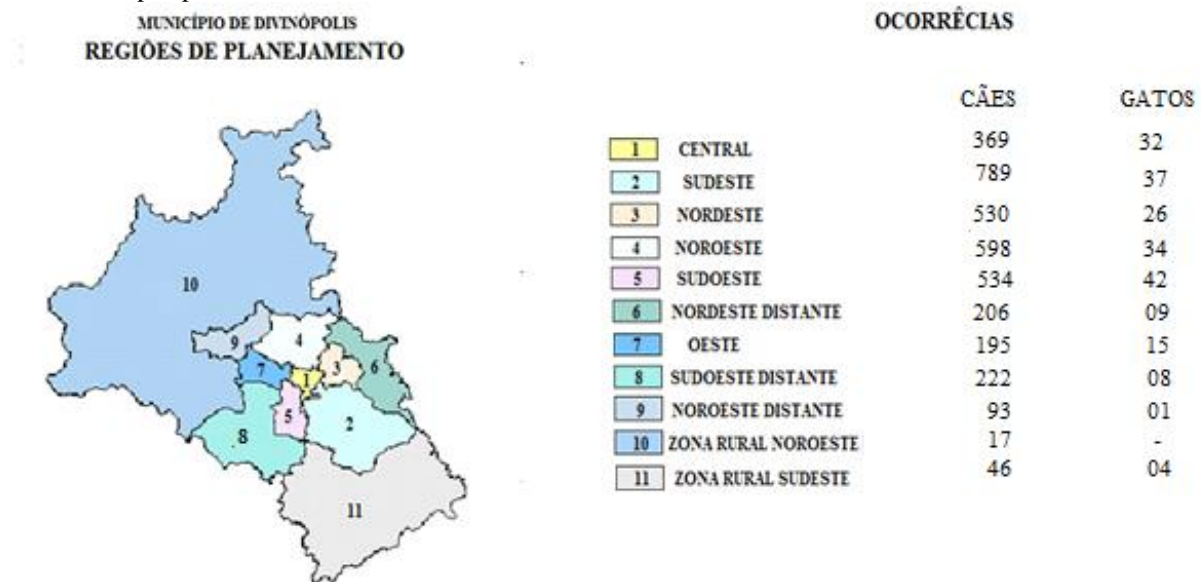 MUNICÍPIO DE DIVINÓPOLIS
REGIÕES DE PLANEJAMENTO
OCORRÊCIAS
CÃES GATOS
1 CENTRAL 369 32
2 SUDESTE 789 37
3 NORDESTE 530 26
4 NOROESTE 598 34
5 SUDOESTE 534 42
6 NORDESTE DISTANTE 206 09
7 OESTE 195 15
8 SUDOESTE DISTANTE 222 08
9 NOROESTE DISTANTE 93 01
10 ZONA RURAL NOROESTE 17 -
11 ZONA RURAL SUDESTE 46 04
10
9
4
7
1
3
6
5
2
8
11